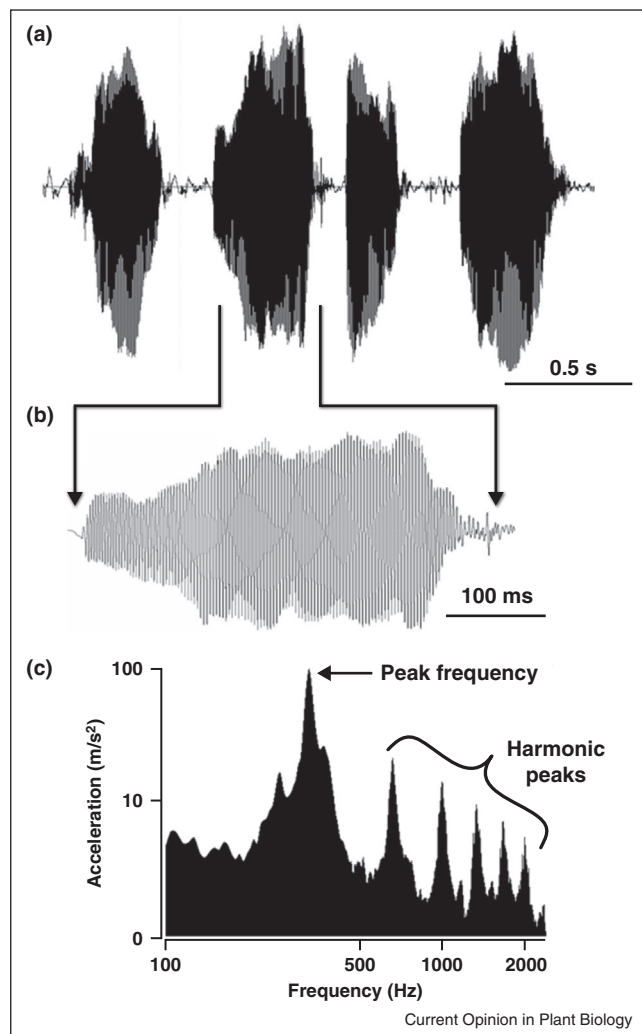 (a)
0.5 s
(b)
100 ms
(c)
100
Peak frequency
Harmonic
peaks
10
Acceleration (m/s²)
0
100
500
1000
2000
Frequency (Hz)
Current Opinion in Plant Biology